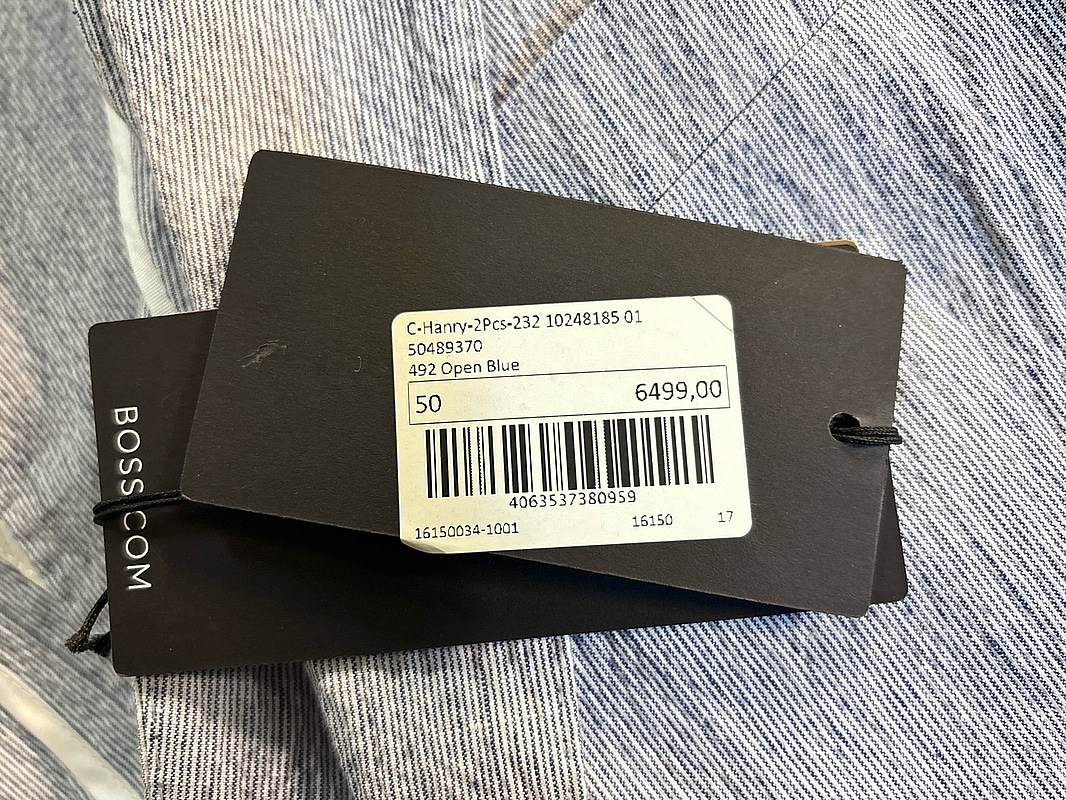 C-Hanry-2Pcs-232 10248185 01
50489370
492 Open Blue
50 6499,00
4063537380959
16150034-1001 16150 17
BOSS.COM